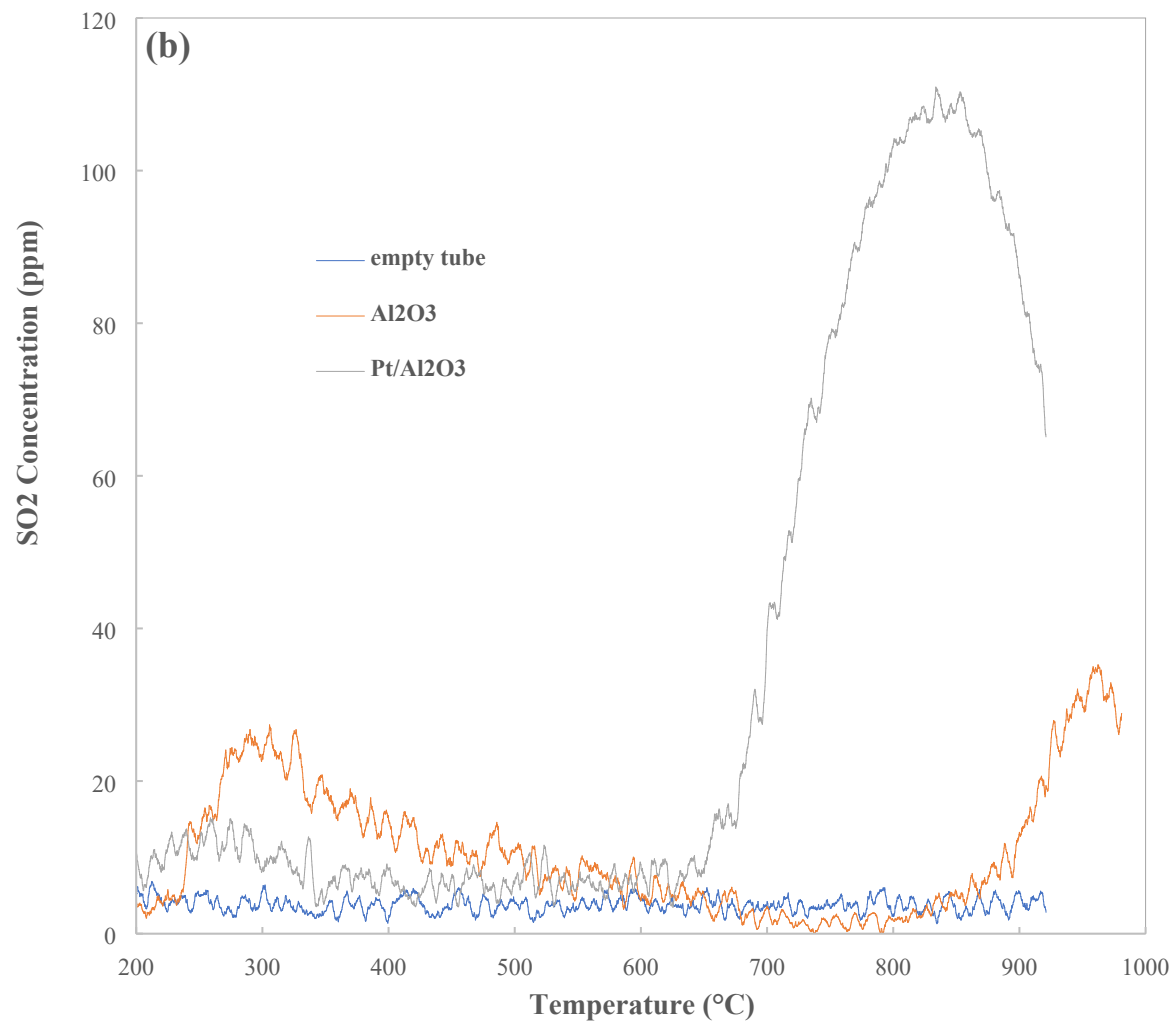 (b)
120
100
80
60
40
20
0
SO2 Concentration (ppm)
empty tube
Al2O3
Pt/Al2O3
200 300 400 500 600 700 800 900 1000
Temperature (°C)